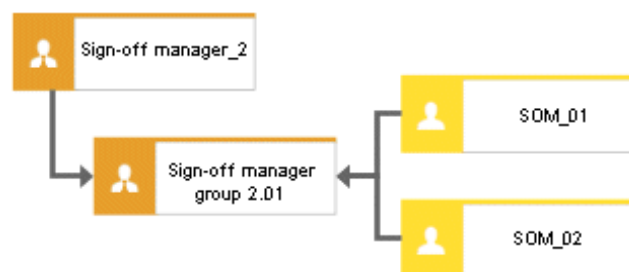 Sign-off manager_2
SOM_01
Sign-off manager
group 2.01
SOM_02